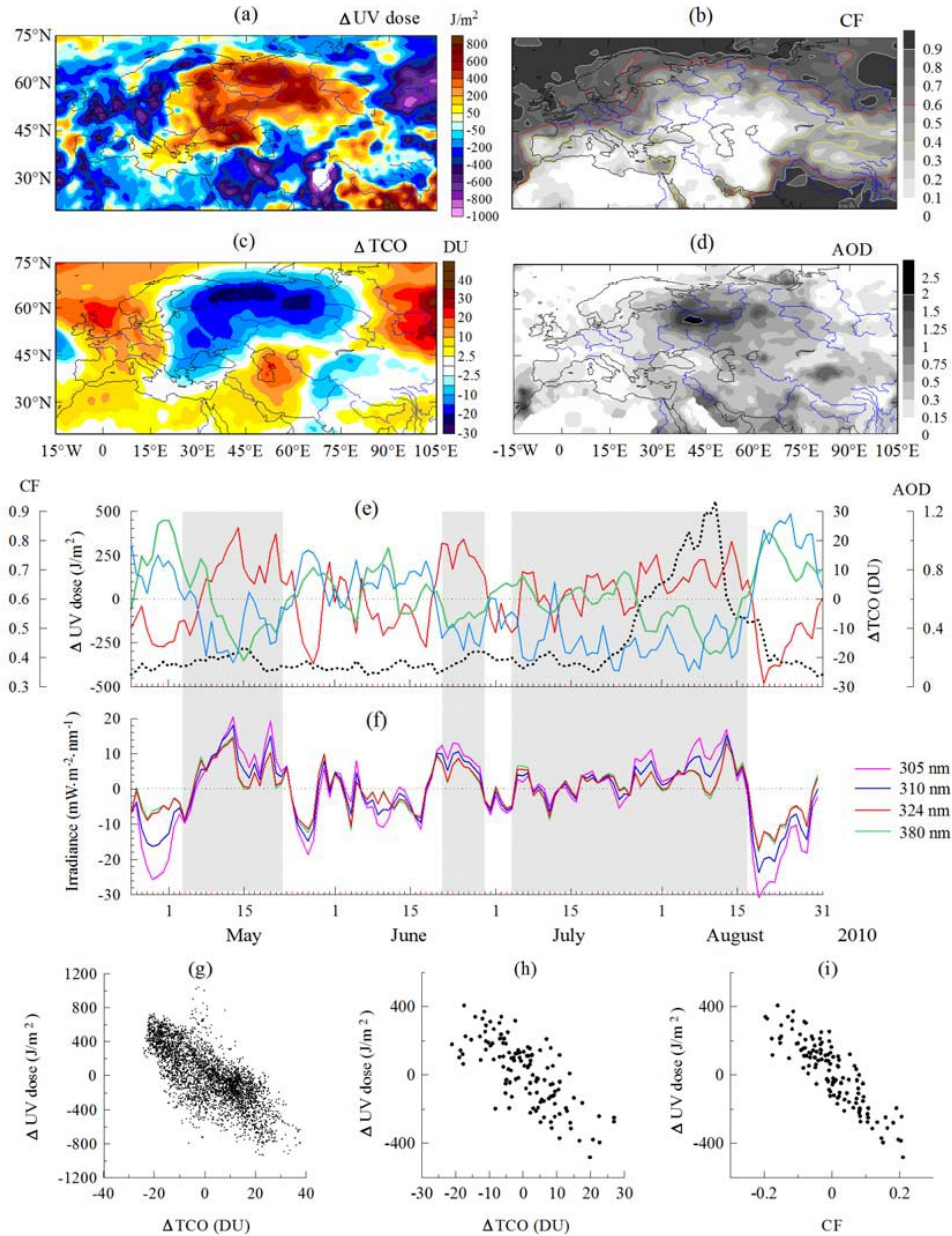 (a) Δ UV dose J/m²
(b) CF
75°N
60°N
45°N
30°N
800
600
400
200
50
-50
-200
-400
-600
-800
-1000
0.9
0.8
0.7
0.6
0.5
0.4
0.3
0.2
0.1
0
(c) Δ TCO DU
(d) AOD
75°N
60°N
45°N
30°N
40
30
20
10
2.5
-2.5
-10
-20
-30
2.5
2
1.5
1.25
1
0.75
0.5
0.3
0.15
0
15°W 0 15°E 30°E 45°E 60°E 75°E 90°E 105°E
-15°W 0 15°E 30°E 45°E 60°E 75°E 90°E 105°E
CF
(e)
AOD
0.9
0.8
0.7
0.6
0.5
0.4
0.3
Δ UV dose (J/m²)
500
250
0
-250
-500
30
20
10
0
-10
-20
-30
ΔTCO (DU)
1.2
0.8
0.4
0
(f)
Irradiance (mW·m⁻²·nm⁻¹)
20
10
0
-10
-20
-30
305 nm
310 nm
324 nm
380 nm
1 15 1 15 1 15 1 15 31
May June July August 2010
(g)
Δ UV dose (J/m²)
1200
800
400
0
-400
-800
-1200
-40 -20 0 20 40
ΔTCO (DU)
(h)
Δ UV dose (J/m²)
400
0
-400
-30 -20 -10 0 10 20 30
ΔTCO (DU)
(i)
Δ UV dose (J/m²)
400
0
-400
-0.2 0 0.2
CF